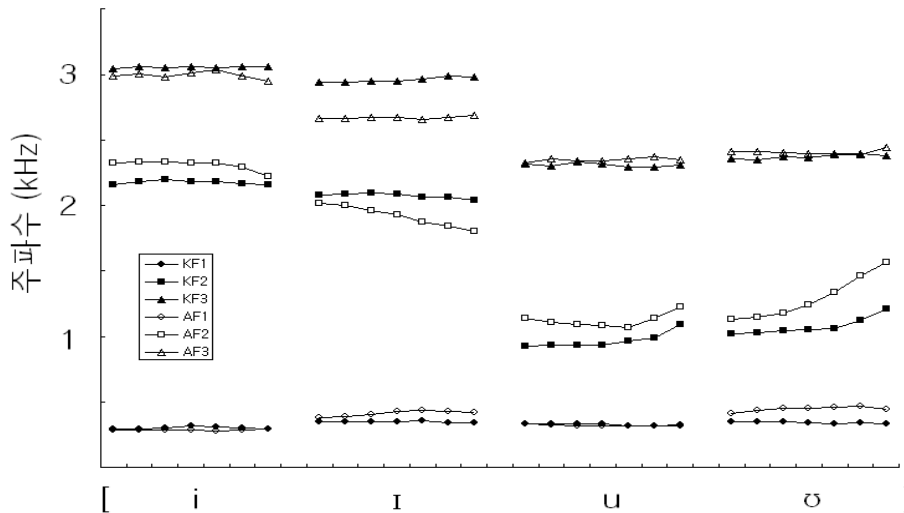 주파수 (kHz)
3
2
1
KF1
KF2
KF3
AF1
AF2
AF3
[ i ɪ u ʊ